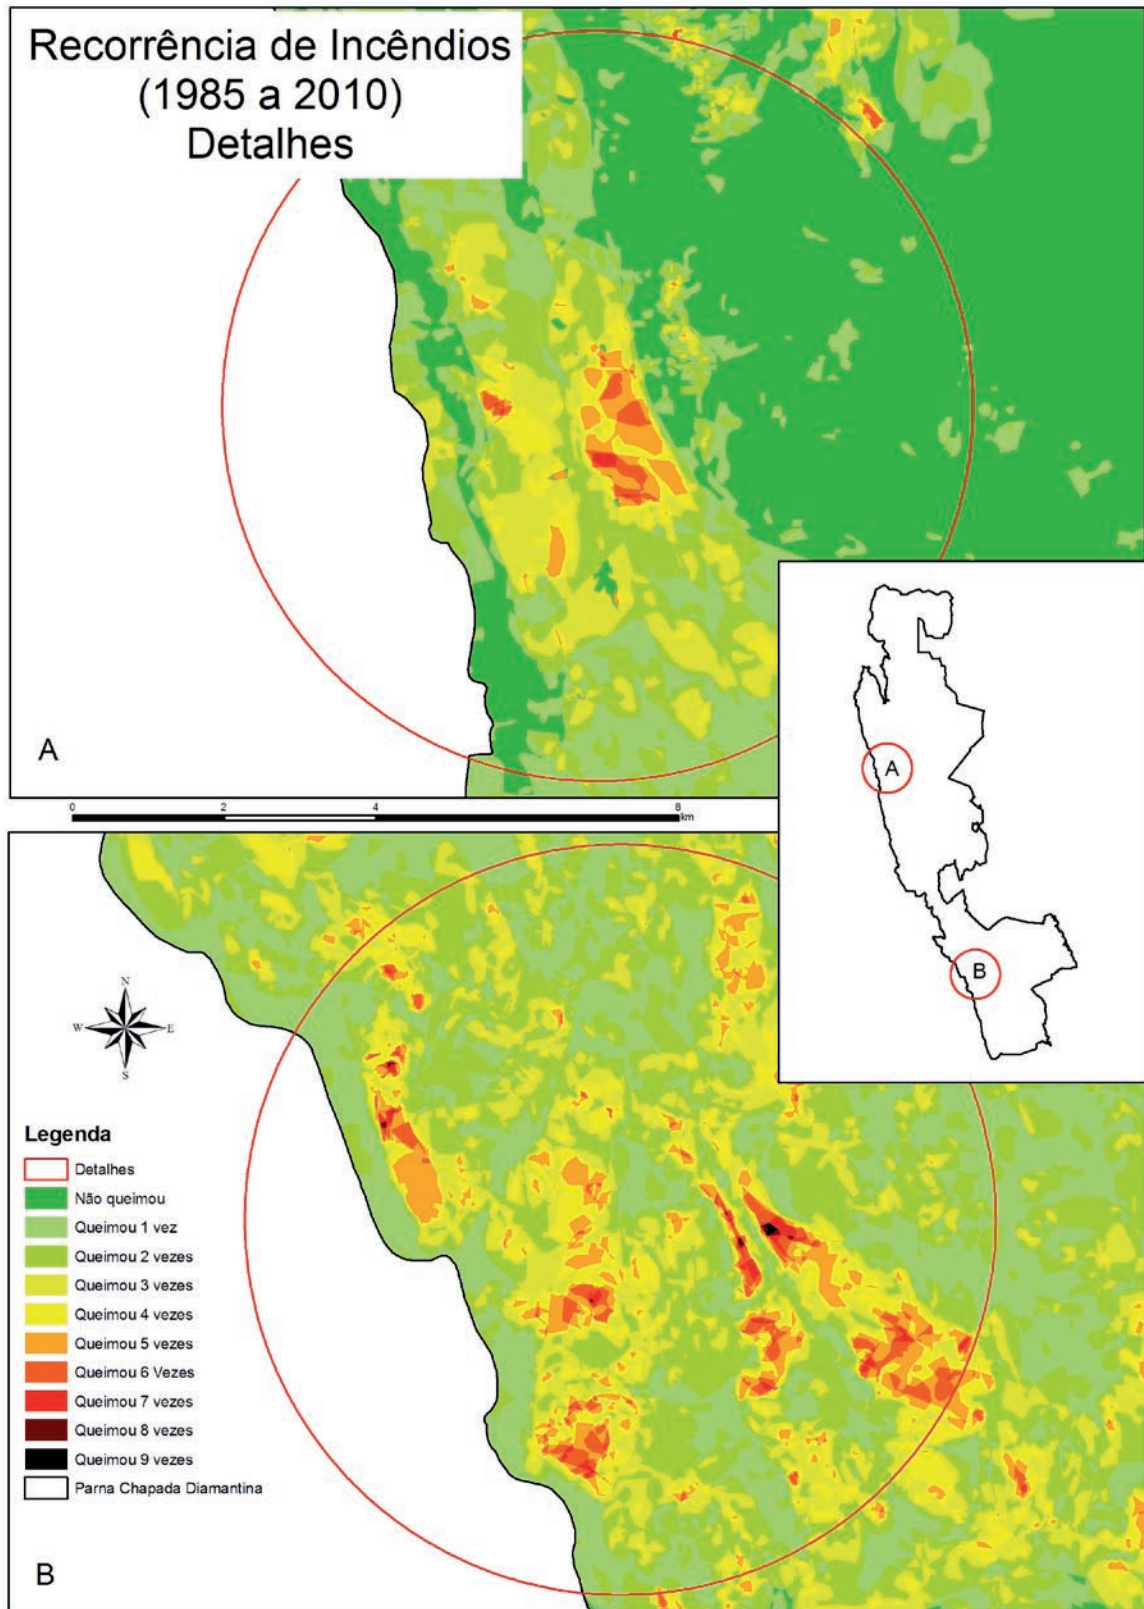 Recorrência de Incêndios
(1985 a 2010)
Detalhes
A
0 2 4 8
km
A
B
N
W E
S
Legenda
Detalhes
Não queimou
Queimou 1 vez
Queimou 2 vezes
Queimou 3 vezes
Queimou 4 vezes
Queimou 5 vezes
Queimou 6 Vezes
Queimou 7 vezes
Queimou 8 vezes
Queimou 9 vezes
Parna Chapada Diamantina
B